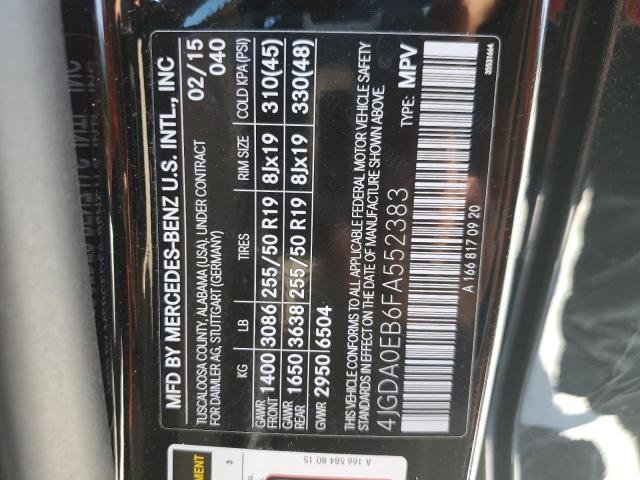 MFD BY MERCEDES-BENZ U.S. INTL., INC
TUSCALOOSA COUNTY, ALABAMA (USA), UNDER CONTRACT 02/15
FOR DAIMLER AG, STUTTGART (GERMANY) 040
KG LB TIRES RIM SIZE COLD KPA (PSI)
GAWR FRONT 1400 3086 255/50 R19 8Jx19 310(45)
GAWR REAR 1650 3638 255/50 R19 8Jx19 330(48)
GVWR 2950/6504
THIS VEHICLE CONFORMS TO ALL APPLICABLE FEDERAL MOTOR VEHICLE SAFETY
STANDARDS IN EFFECT ON THE DATE OF MANUFACTURE SHOWN ABOVE.
4JGDA0EB6FA552383 TYPE: MPV
A 166 817 09 20
35531664
A 166 584 80 15